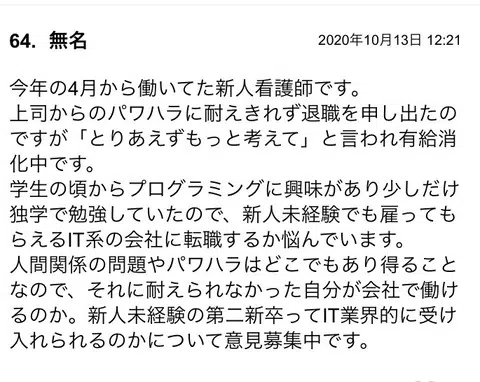 64. 無名 2020年10月13日 12:21
今年の4月から働いてた新人看護師です。
上司からのパワハラに耐えきれず退職を申し出たの
ですが「とりあえずもっと考えて」と言われ有給消
化中です。
学生の頃からプログラミングに興味があり少しだけ
独学で勉強していたので、新人未経験でも雇っても
らえるIT系の会社に転職するか悩んでいます。
人間関係の問題やパワハラはどこでもあり得ること
なので、それに耐えられなかった自分が会社で働け
るのか。新人未経験の第二新卒ってIT業界的に受け
入れられるのかについて意見募集中です。